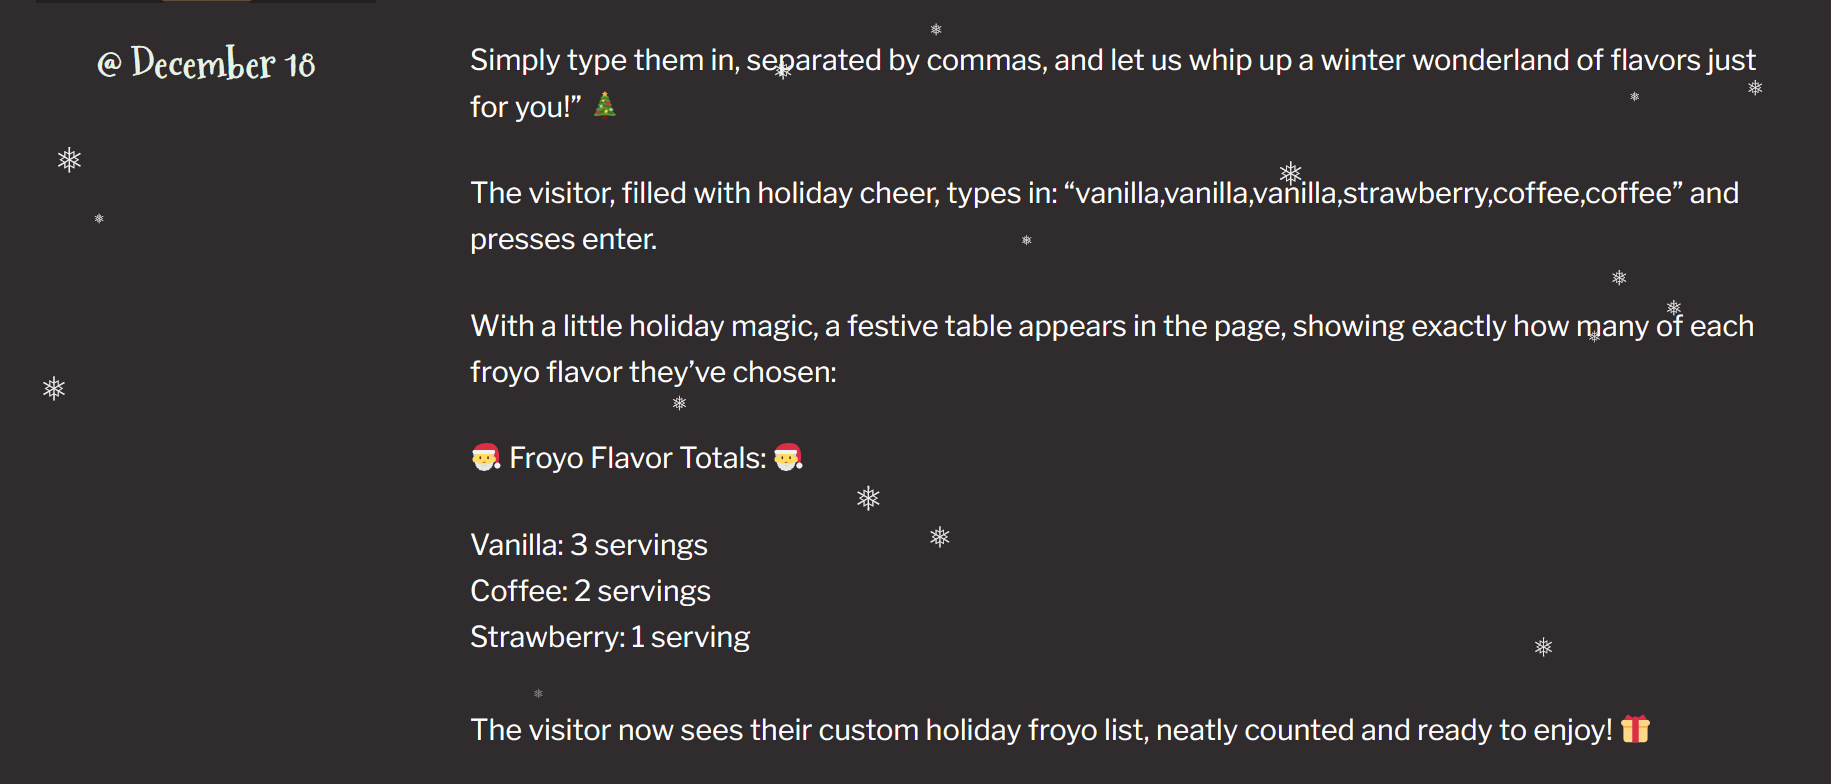 @ December 18
Simply type them in, separated by commas, and let us whip up a winter wonderland of flavors just
for you!” 🎄
The visitor, filled with holiday cheer, types in: “vanilla,vanilla,vanilla,strawberry,coffee,coffee” and
presses enter.
With a little holiday magic, a festive table appears in the page, showing exactly how many of each
froyo flavor they’ve chosen:
🎅 Froyo Flavor Totals: 🎅
Vanilla: 3 servings
Coffee: 2 servings
Strawberry: 1 serving
The visitor now sees their custom holiday froyo list, neatly counted and ready to enjoy! 🎁